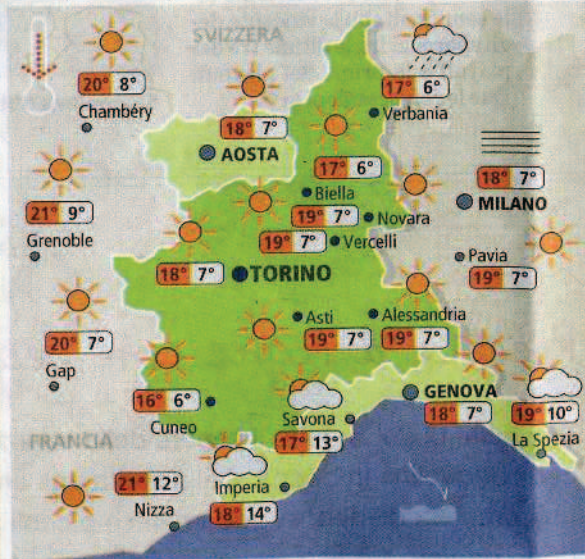 SVIZZERA
20° 8°
Chambéry
17° 6°
Verbania
18° 7°
AOSTA
17° 6°
Biella
18° 7°
MILANO
21° 9°
Grenoble
19° 7°
Novara
19° 7°
Vercelli
18° 7°
TORINO
Pavia
19° 7°
20° 7°
Gap
Asti
19° 7°
Alessandria
19° 7°
16° 6°
Cuneo
GENOVA
18° 7°
19° 10°
La Spezia
Savona
17° 13°
FRANCIA
21° 12°
Nizza
Imperia
18° 14°